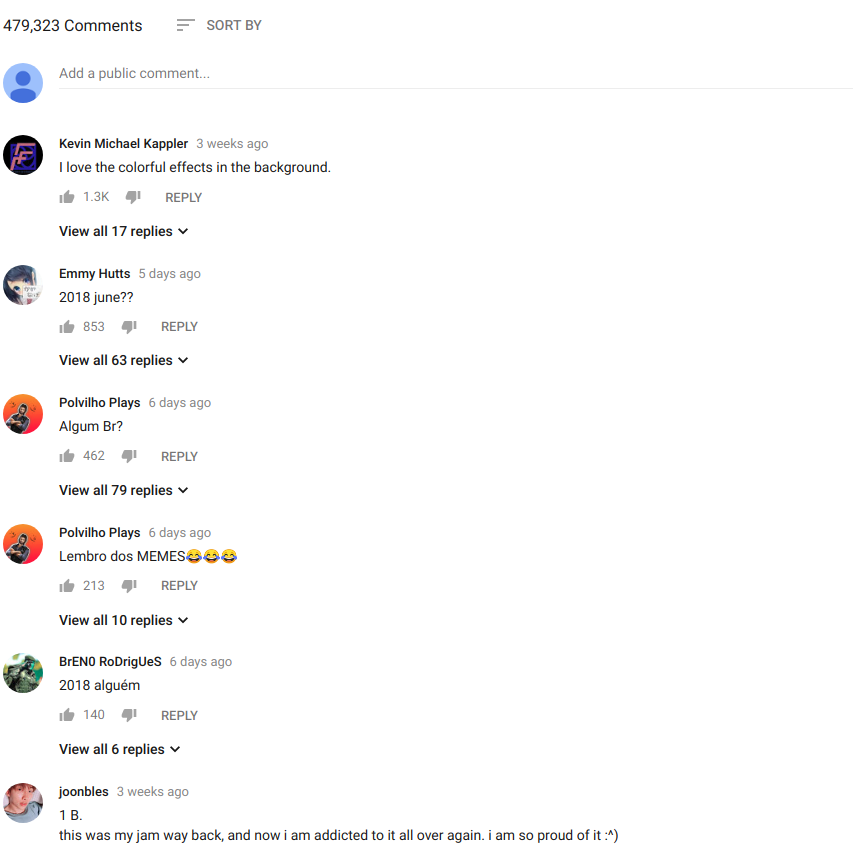 479,323 Comments SORT BY
Add a public comment...
Kevin Michael Kappler 3 weeks ago
I love the colorful effects in the background.
1.3K REPLY
View all 17 replies
Emmy Hutts 5 days ago
2018 june??
853 REPLY
View all 63 replies
Polvilho Plays 6 days ago
Algum Br?
462 REPLY
View all 79 replies
Polvilho Plays 6 days ago
Lembro dos MEMES😂😂😂
213 REPLY
View all 10 replies
BrEN0 RoDrigUeS 6 days ago
2018 alguém
140 REPLY
View all 6 replies
joonbles 3 weeks ago
1 B.
this was my jam way back, and now i am addicted to it all over again. i am so proud of it :^)